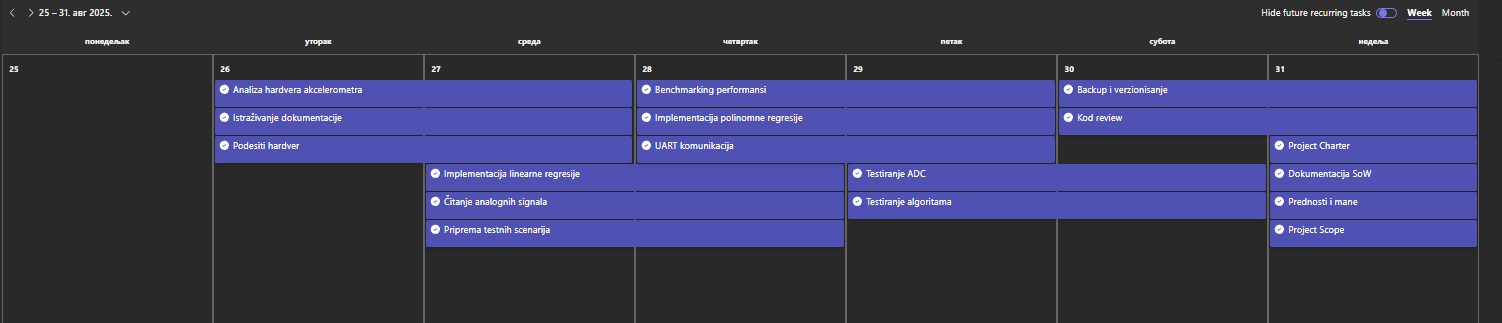 25 – 31. авг 2025.
Hide future recurring tasks
Week
Month
понедељак
уторак
среда
четвртак
петак
субота
недеља
25
26
27
28
29
30
31
Analiza hardvera akcelerometra
Benchmarking performansi
Backup i verzionisanje
Istraživanje dokumentacije
Implementacija polinomne regresije
Kod review
Podesiti hardver
UART komunikacija
Project Charter
Implementacija linearne regresije
Testiranje ADC
Dokumentacija SoW
Čitanje analognih signala
Testiranje algoritama
Prednosti i mane
Priprema testnih scenarija
Project Scope